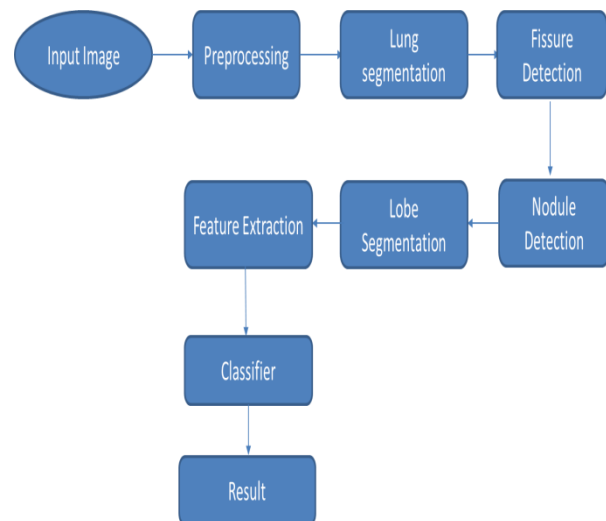 Input Image
Preprocessing
Lung
segmentation
Fissure
Detection
Nodule
Detection
Lobe
Segmentation
Feature Extraction
Classifier
Result